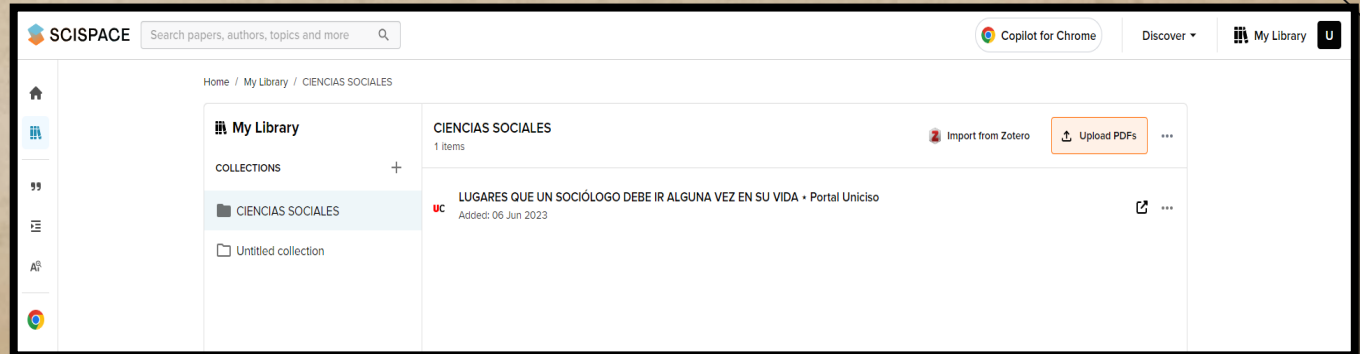 SCISPACE
Search papers, authors, topics and more
Copilot for Chrome
Discover
My Library
U
Home / My Library / CIENCIAS SOCIALES
My Library
COLLECTIONS
CIENCIAS SOCIALES
Untitled collection
CIENCIAS SOCIALES
1 items
Import from Zotero
Upload PDFs
UC
LUGARES QUE UN SOCIÓLOGO DEBE IR ALGUNA VEZ EN SU VIDA • Portal Uniciso
Added: 06 Jun 2023